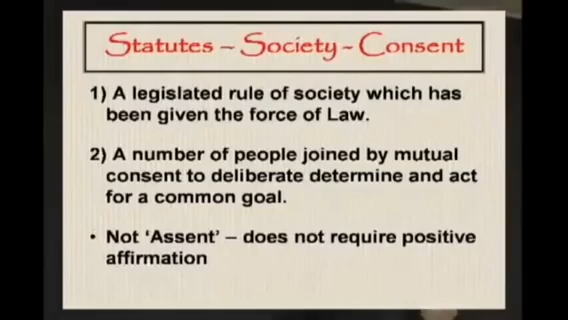 Statutes – Society - Consent
1) A legislated rule of society which has
been given the force of Law.
2) A number of people joined by mutual
consent to deliberate determine and act
for a common goal.
• Not ‘Assent’ – does not require positive
affirmation